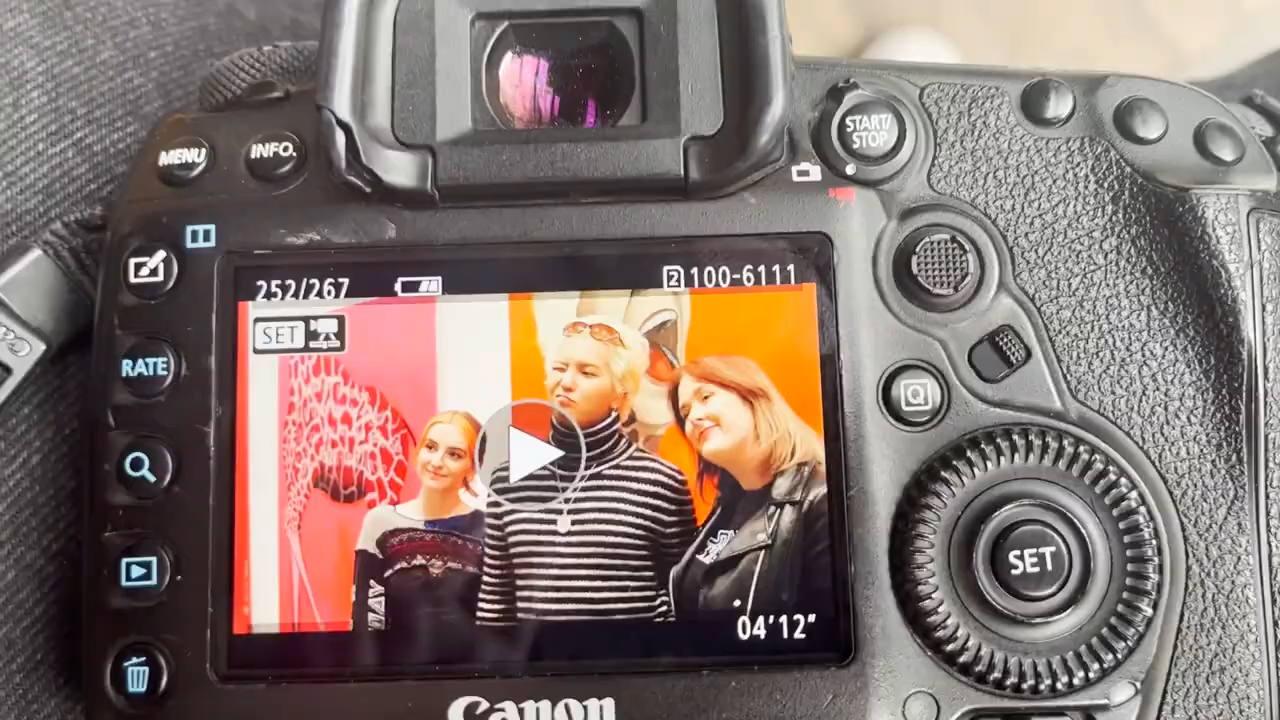 START/
STOP
MENU
INFO.
252/267
2 100-6111
SET
RATE
Q
SET
04'12"
Canon